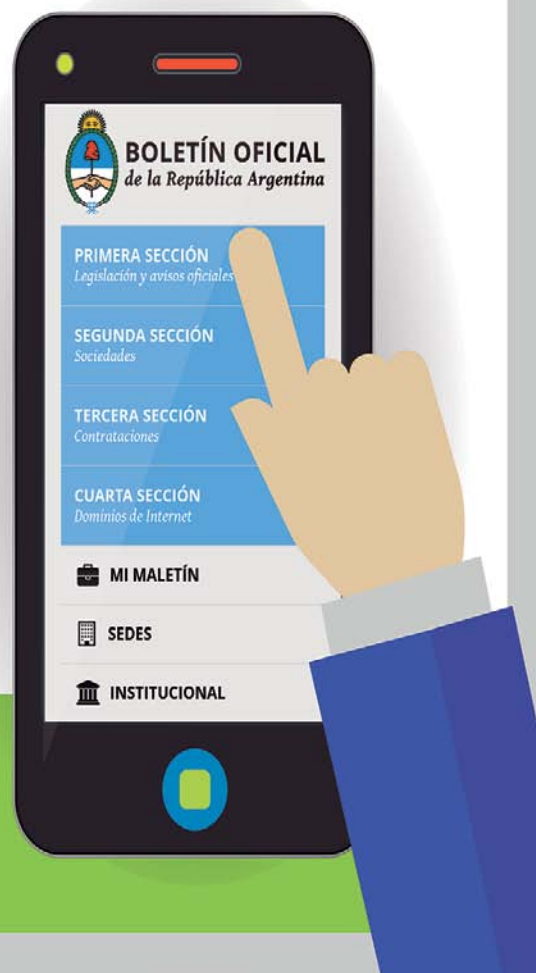 BOLETÍN OFICIAL
de la República Argentina
PRIMERA SECCIÓN
Legislación y avisos oficiales
SEGUNDA SECCIÓN
Sociedades
TERCERA SECCIÓN
Contrataciones
CUARTA SECCIÓN
Dominios de Internet
MI MALETÍN
SEDES
INSTITUCIONAL